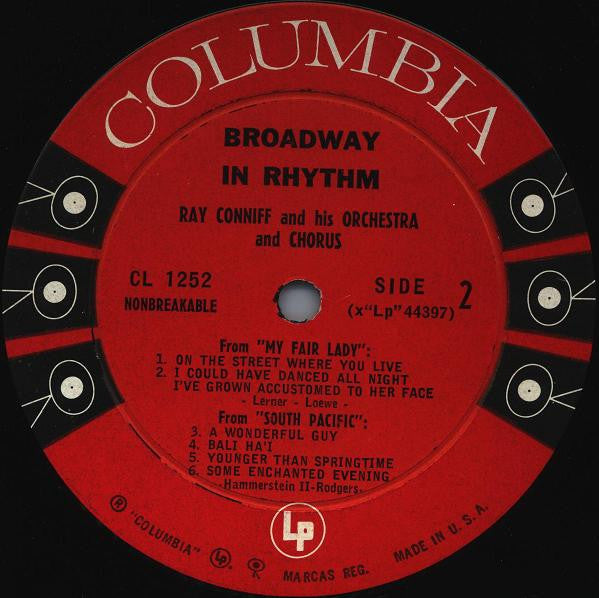 COLUMBIA
BROADWAY
IN RHYTHM
RAY CONNIFF and his ORCHESTRA
and CHORUS
CL 1252
NONBREAKABLE
SIDE 2
(x"Lp"44397)
From "MY FAIR LADY":
1. ON THE STREET WHERE YOU LIVE
2. I COULD HAVE DANCED ALL NIGHT
I'VE GROWN ACCUSTOMED TO HER FACE
- Lerner - Loewe -
From "SOUTH PACIFIC":
3. A WONDERFUL GUY
4. BALI HA'I
5. YOUNGER THAN SPRINGTIME
6. SOME ENCHANTED EVENING
-Hammerstein II-Rodgers-
Lp
® "COLUMBIA" Lp MARCAS REG. MADE IN U.S.A.